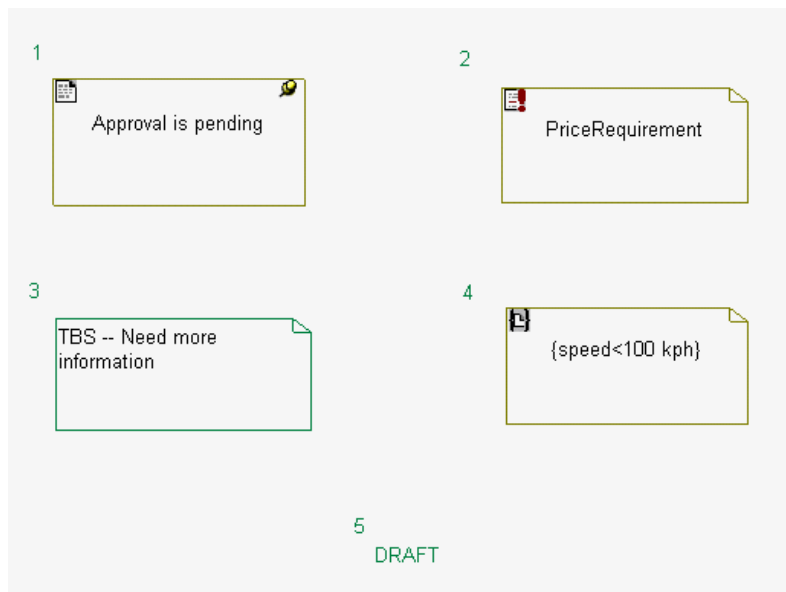 1
Approval is pending
2
PriceRequirement
3
TBS -- Need more
information
4
{speed<100 kph}
5
DRAFT